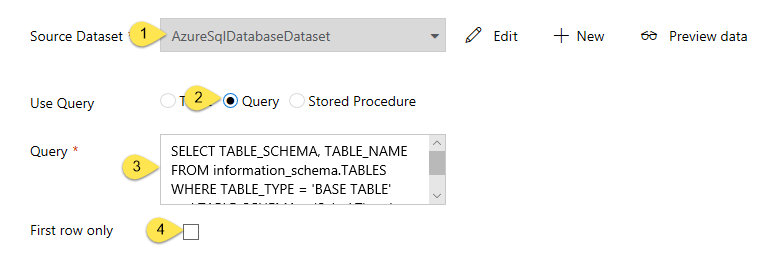 Source Dataset * 1 AzureSqlDatabaseDataset Edit New Preview data
Use Query 2 Query Stored Procedure
Query * 3 SELECT TABLE_SCHEMA, TABLE_NAME
FROM information_schema.TABLES
WHERE TABLE_TYPE = 'BASE TABLE'
First row only 4